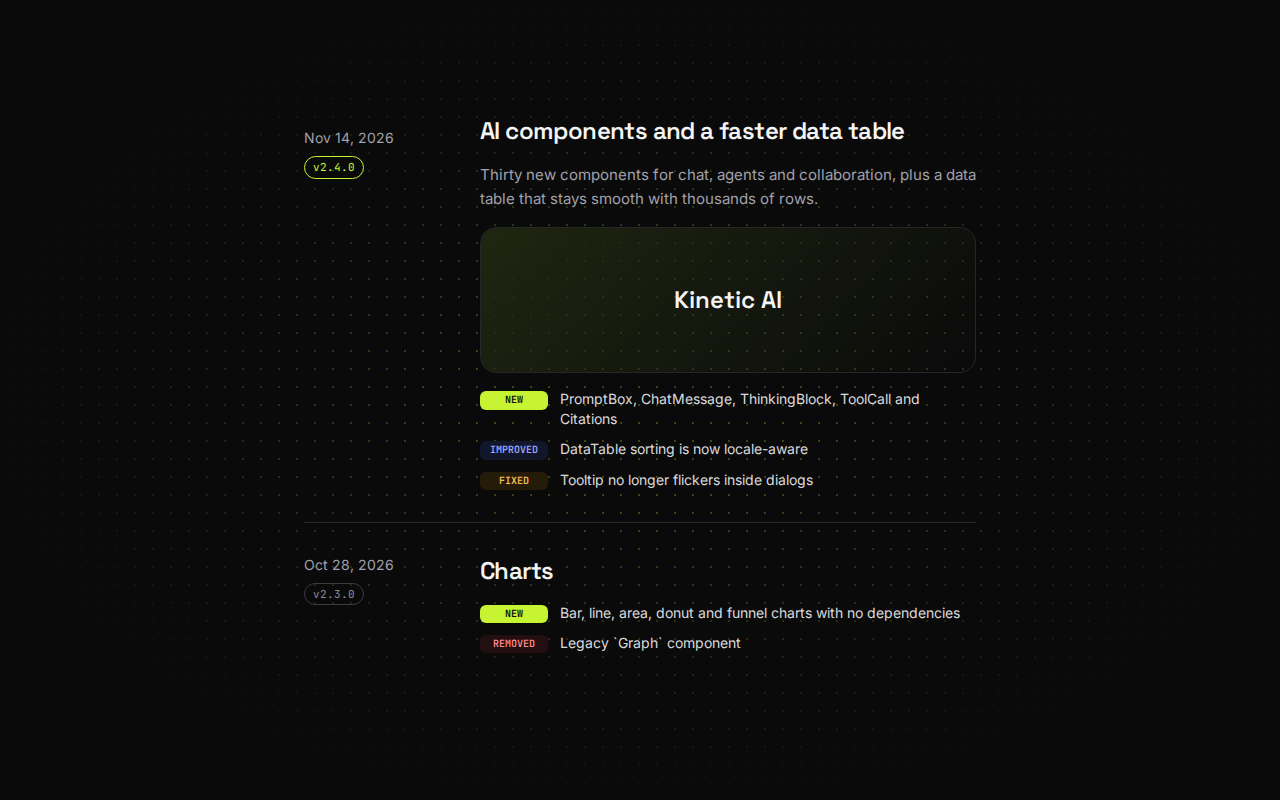 Nov 14, 2026
v2.4.0
AI components and a faster data table
Thirty new components for chat, agents and collaboration, plus a data
table that stays smooth with thousands of rows.
Kinetic AI
NEW PromptBox, ChatMessage, ThinkingBlock, ToolCall and
Citations
IMPROVED DataTable sorting is now locale-aware
FIXED Tooltip no longer flickers inside dialogs
Oct 28, 2026
v2.3.0
Charts
NEW Bar, line, area, donut and funnel charts with no dependencies
REMOVED Legacy `Graph` component